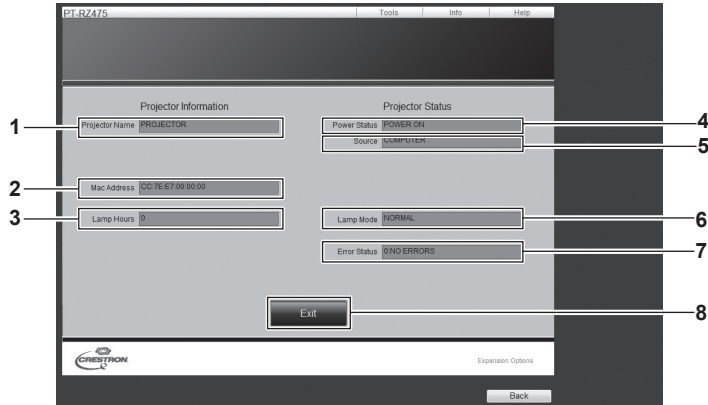 PT-RZ475 Tools Info Help
Projector Information Projector Status
1 Projector Name PROJECTOR Power Status POWER ON 4
Source COMPUTER 5
2 Mac Address CC:7E:E7:00:00:00
3 Lamp Hours 0 Lamp Mode NORMAL 6
Error Status 0:NO ERRORS 7
Exit 8
CRESTRON Expansion Options
Back